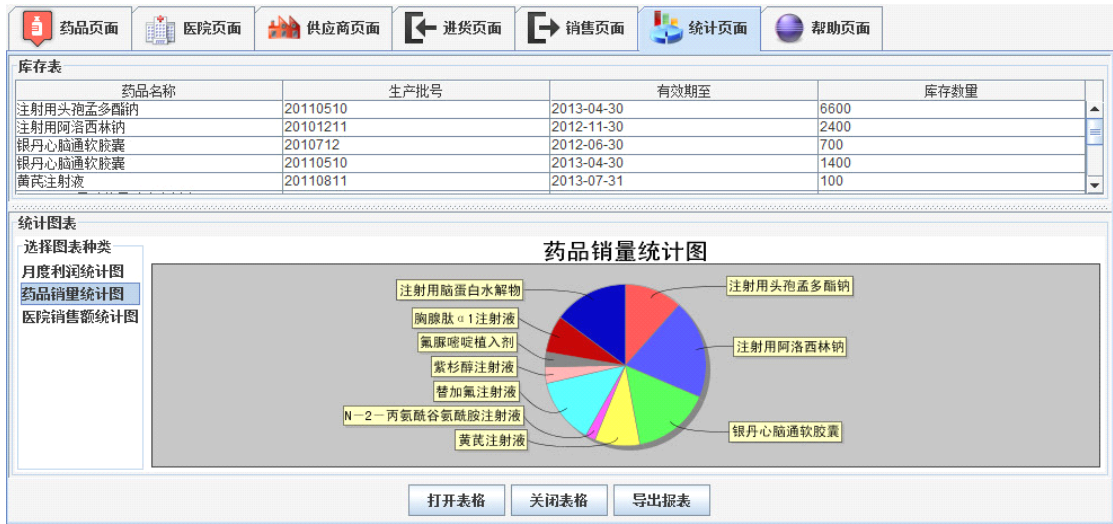 药品页面 医院页面 供应商页面 进货页面 销售页面 统计页面 帮助页面
库存表
药品名称 生产批号 有效期至 库存数量
注射用头孢孟多酯钠 20110510 2013-04-30 6600
注射用阿洛西林钠 20101211 2012-11-30 2400
银丹心脑通软胶囊 2010712 2012-06-30 700
银丹心脑通软胶囊 20110510 2013-04-30 1400
黄芪注射液 20110811 2013-07-31 100
统计图表
选择图表种类
月度利润统计图
药品销量统计图
医院销售额统计图
药品销量统计图
注射用脑蛋白水解物
注射用头孢孟多酯钠
胸腺肽α1注射液
氟脲嘧啶植入剂
注射用阿洛西林钠
紫杉醇注射液
替加氟注射液
N－2－丙氨酰谷氨酰胺注射液
银丹心脑通软胶囊
黄芪注射液
打开表格 关闭表格 导出报表